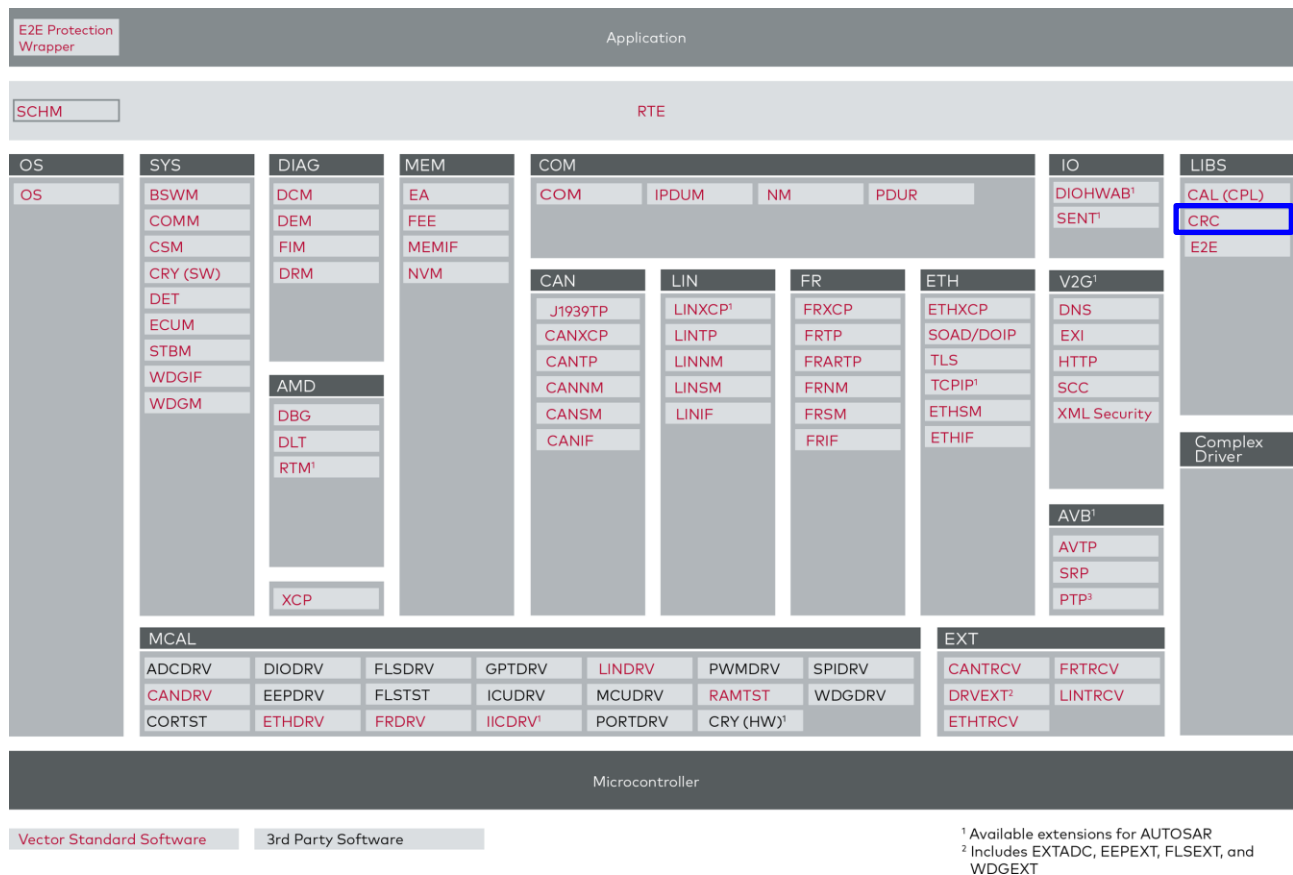 E2E Protection
Wrapper
Application
SCHM
RTE
OS
OS
SYS
BSWM
COMM
CSM
CRY (SW)
DET
ECUM
STBM
WDGIF
WDGM
DIAG
DCM
DEM
FIM
DRM
AMD
DBG
DLT
RTM¹
XCP
MEM
EA
FEE
MEMIF
NVM
COM
COM
IPDUM
NM
PDUR
CAN
J1939TP
CANXCP
CANTP
CANNM
CANSM
CANIF
LIN
LINXCP¹
LINTP
LINNM
LINSM
LINIF
FR
FRXCP
FRTP
FRARTP
FRNM
FRSM
FRIF
ETH
ETHXCP
SOAD/DOIP
TLS
TCPIP¹
ETHSM
ETHIF
IO
DIOHWAB¹
SENT¹
V2G¹
DNS
EXI
HTTP
SCC
XML Security
AVB¹
AVTP
SRP
PTP³
LIBS
CAL (CPL)
CRC
E2E
Complex
Driver
MCAL
ADCDRV DIODRV FLSDRV GPTDRV LINDRV PWMDRV SPIDRV
CANDRV EEPDRV FLSTST ICUDRV MCUDRV RAMTST WDGDRV
CORTST ETHDRV FRDRV IICDRV¹ PORTDRV CRY (HW)¹
EXT
CANTRCV FRTRCV
DRVEXT² LINTRCV
ETHTRCV
Microcontroller
Vector Standard Software
3rd Party Software
¹ Available extensions for AUTOSAR
² Includes EXTADC, EEPEXT, FLSEXT, and
WDGEXT